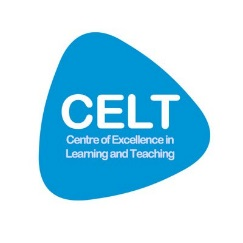 CELT
Centre of Excellence in
Learning and Teaching